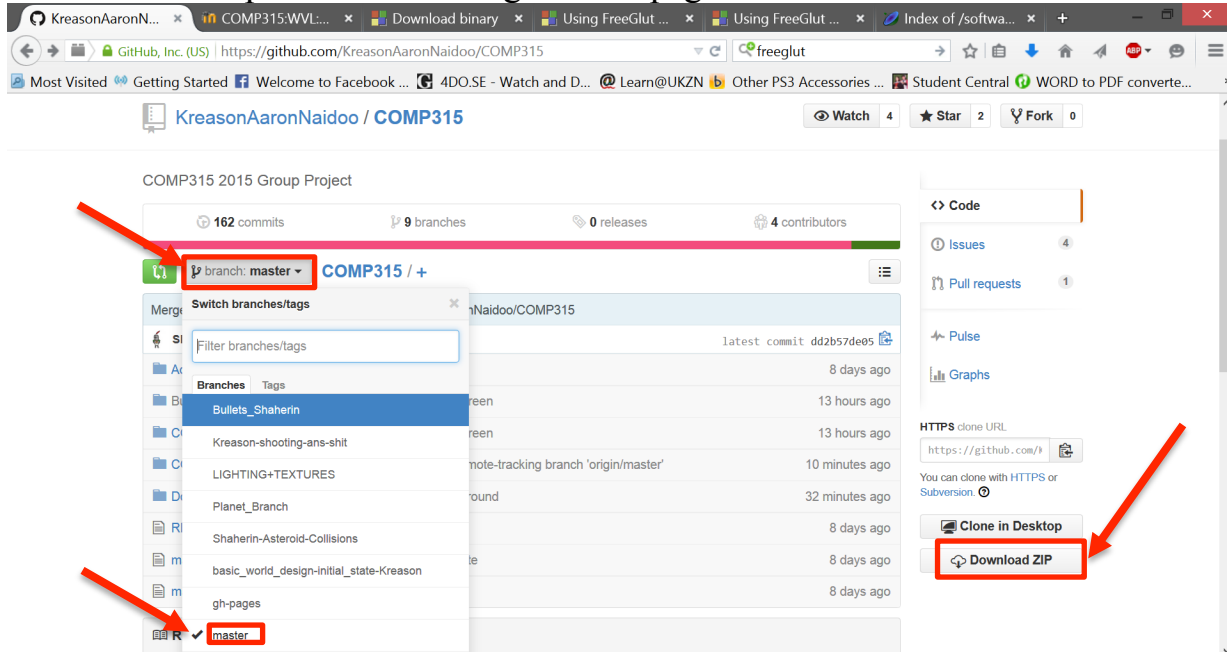 KreasonAaronN... × COMP315:WVL:... × Download binary × Using FreeGlut ... × Using FreeGlut ... × Index of /softwa... × +
GitHub, Inc. (US) https://github.com/KreasonAaronNaidoo/COMP315 freeglut ABP
Most Visited Getting Started Welcome to Facebook ... 4DO.SE - Watch and D... Learn@UKZN Other PS3 Accessories ... Student Central WORD to PDF converte...
KreasonAaronNaidoo / COMP315 Watch 4 Star 2 Fork 0
COMP315 2015 Group Project
<> Code
162 commits 9 branches 0 releases 4 contributors
Issues 4
branch: master COMP315 / +
Pull requests 1
Switch branches/tags ×
Merge nNaidoo/COMP315
Filter branches/tags
latest commit dd2b57de05
Pulse
8 days ago
Graphs
Branches Tags
Bullets_Shaherin
reen 13 hours ago
Kreason-shooting-ans-shit
reen 13 hours ago
HTTPS clone URL
https://github.com/
LIGHTING+TEXTURES
mote-tracking branch 'origin/master' 10 minutes ago
You can clone with HTTPS or
Subversion.
Planet_Branch
round 32 minutes ago
Clone in Desktop
Shaherin-Asteroid-Collisions
8 days ago
Download ZIP
basic_world_design-initial_state-Kreason
te 8 days ago
gh-pages
8 days ago
master